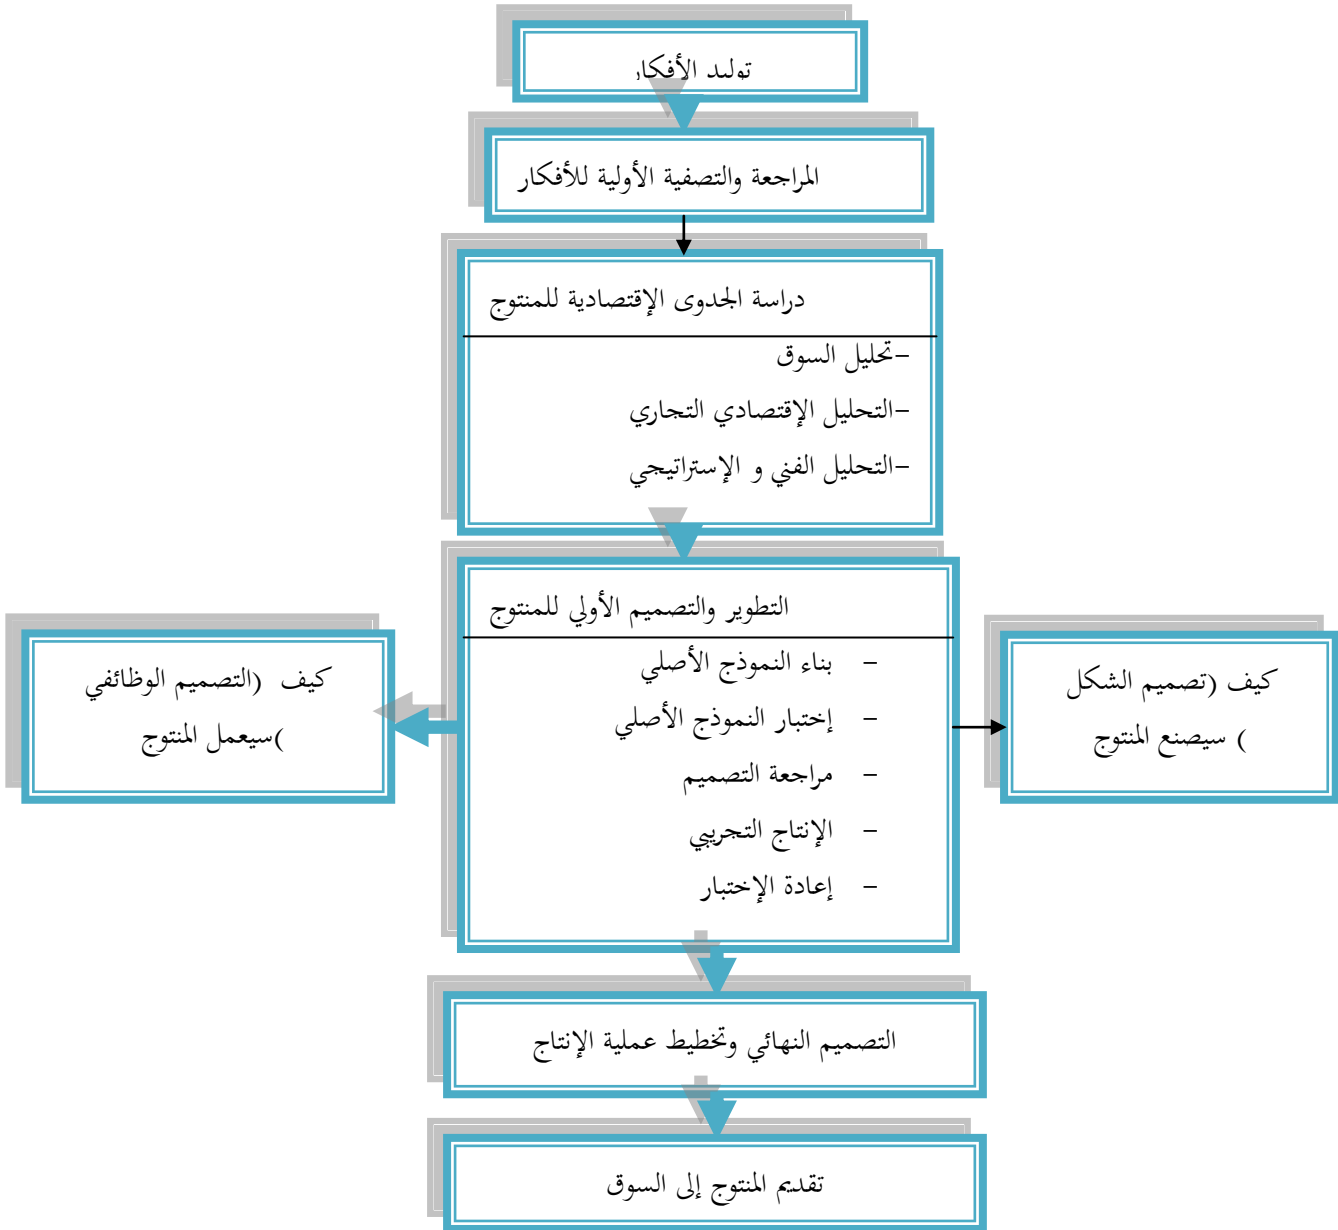 توليد الأفكار
المراجعة والتصفية الأولية للأفكار
دراسة الجدوى الإقتصادية للمنتوج
-تحليل السوق
-التحليل الإقتصادي التجاري
-التحليل الفني و الإستراتيجي
التطوير والتصميم الأولي للمنتوج
- بناء النموذج الأصلي
- إختبار النموذج الأصلي
- مراجعة التصميم
- الإنتاج التجريبي
- إعادة الإختبار
كيف (تصميم الشكل
) سيصنع المنتوج
كيف (التصميم الوظائفي
)سيعمل المنتوج
التصميم النهائي وتخطيط عملية الإنتاج
تقديم المنتوج إلى السوق